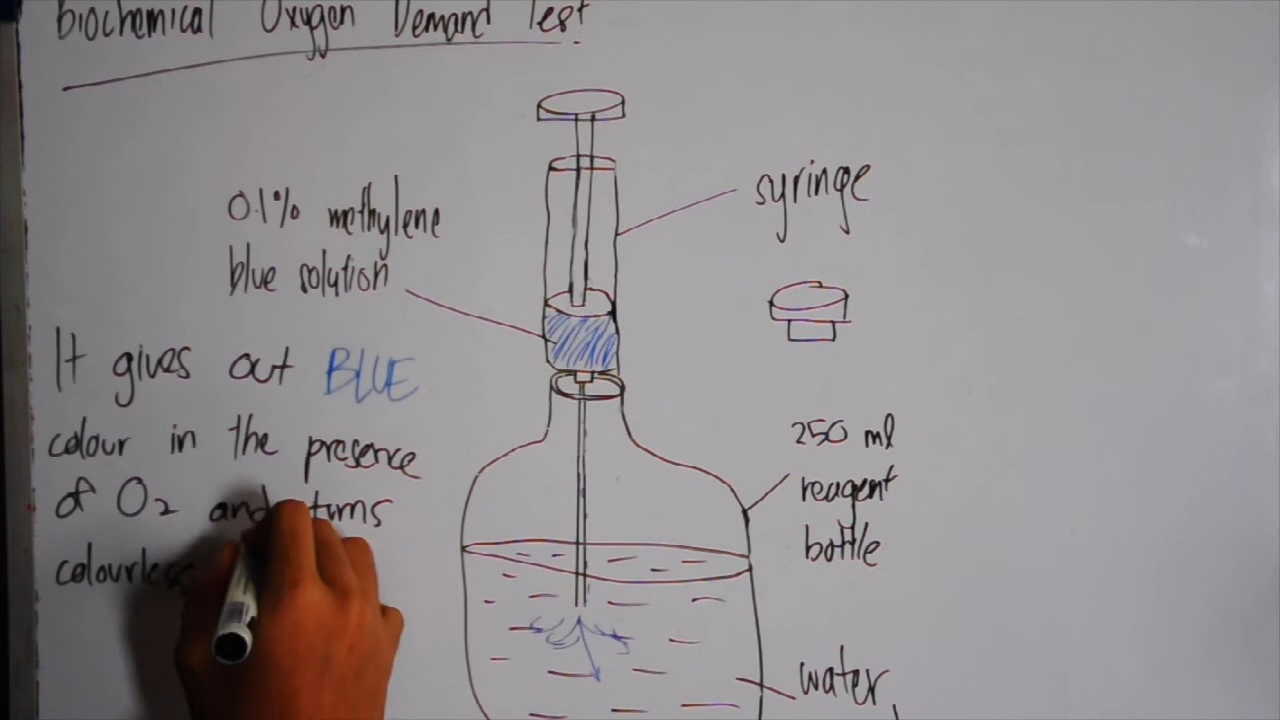 Biochemical Oxygen Demand Test
0.1% methylene
blue solution
syringe
It gives out BLUE
colour in the presence
of O2 and turns
colourless
250 ml
reagent
bottle
water